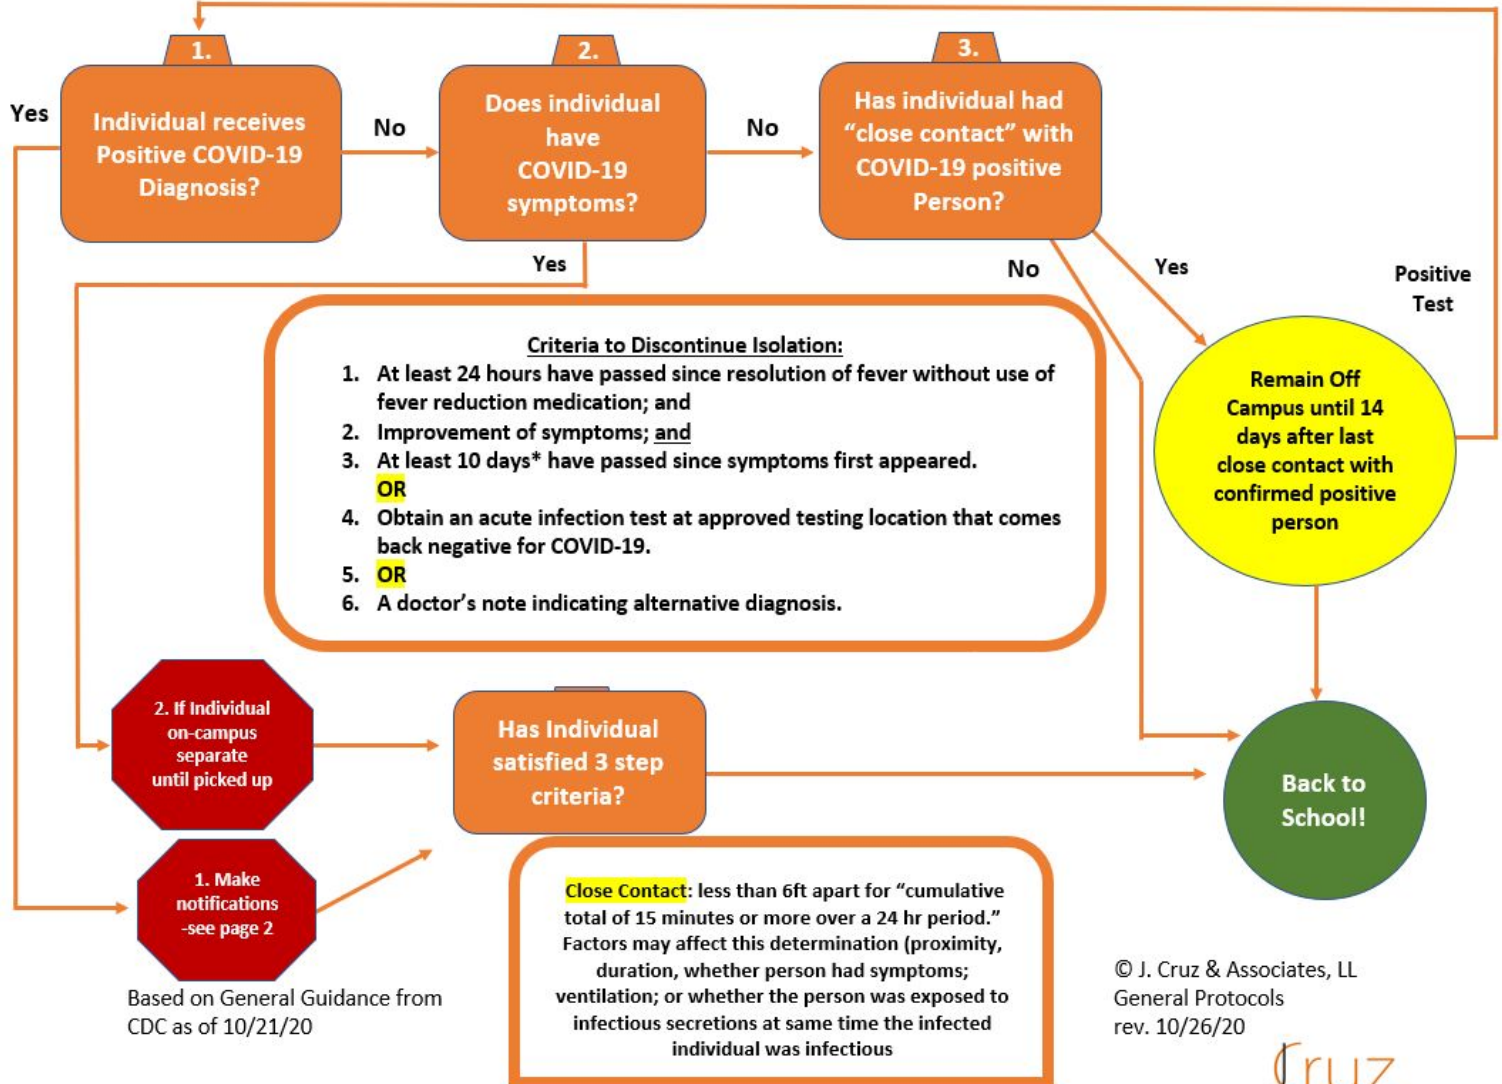 1.
Individual receives
Positive COVID-19
Diagnosis?
Yes
No
2.
Does individual
have
COVID-19
symptoms?
Yes
No
3.
Has individual had
“close contact” with
COVID-19 positive
Person?
No
Yes
Positive
Test
Criteria to Discontinue Isolation:
1. At least 24 hours have passed since resolution of fever without use of
fever reduction medication; and
2. Improvement of symptoms; and
3. At least 10 days* have passed since symptoms first appeared.
OR
4. Obtain an acute infection test at approved testing location that comes
back negative for COVID-19.
5. OR
6. A doctor’s note indicating alternative diagnosis.
Remain Off
Campus until 14
days after last
close contact with
confirmed positive
person
2. If Individual
on-campus
separate
until picked up
Has Individual
satisfied 3 step
criteria?
Back to
School!
1. Make
notifications
-see page 2
Close Contact: less than 6ft apart for “cumulative
total of 15 minutes or more over a 24 hr period.”
Factors may affect this determination (proximity,
duration, whether person had symptoms;
ventilation; or whether the person was exposed to
infectious secretions at same time the infected
individual was infectious
Based on General Guidance from
CDC as of 10/21/20
© J. Cruz & Associates, LL
General Protocols
rev. 10/26/20
Cruz